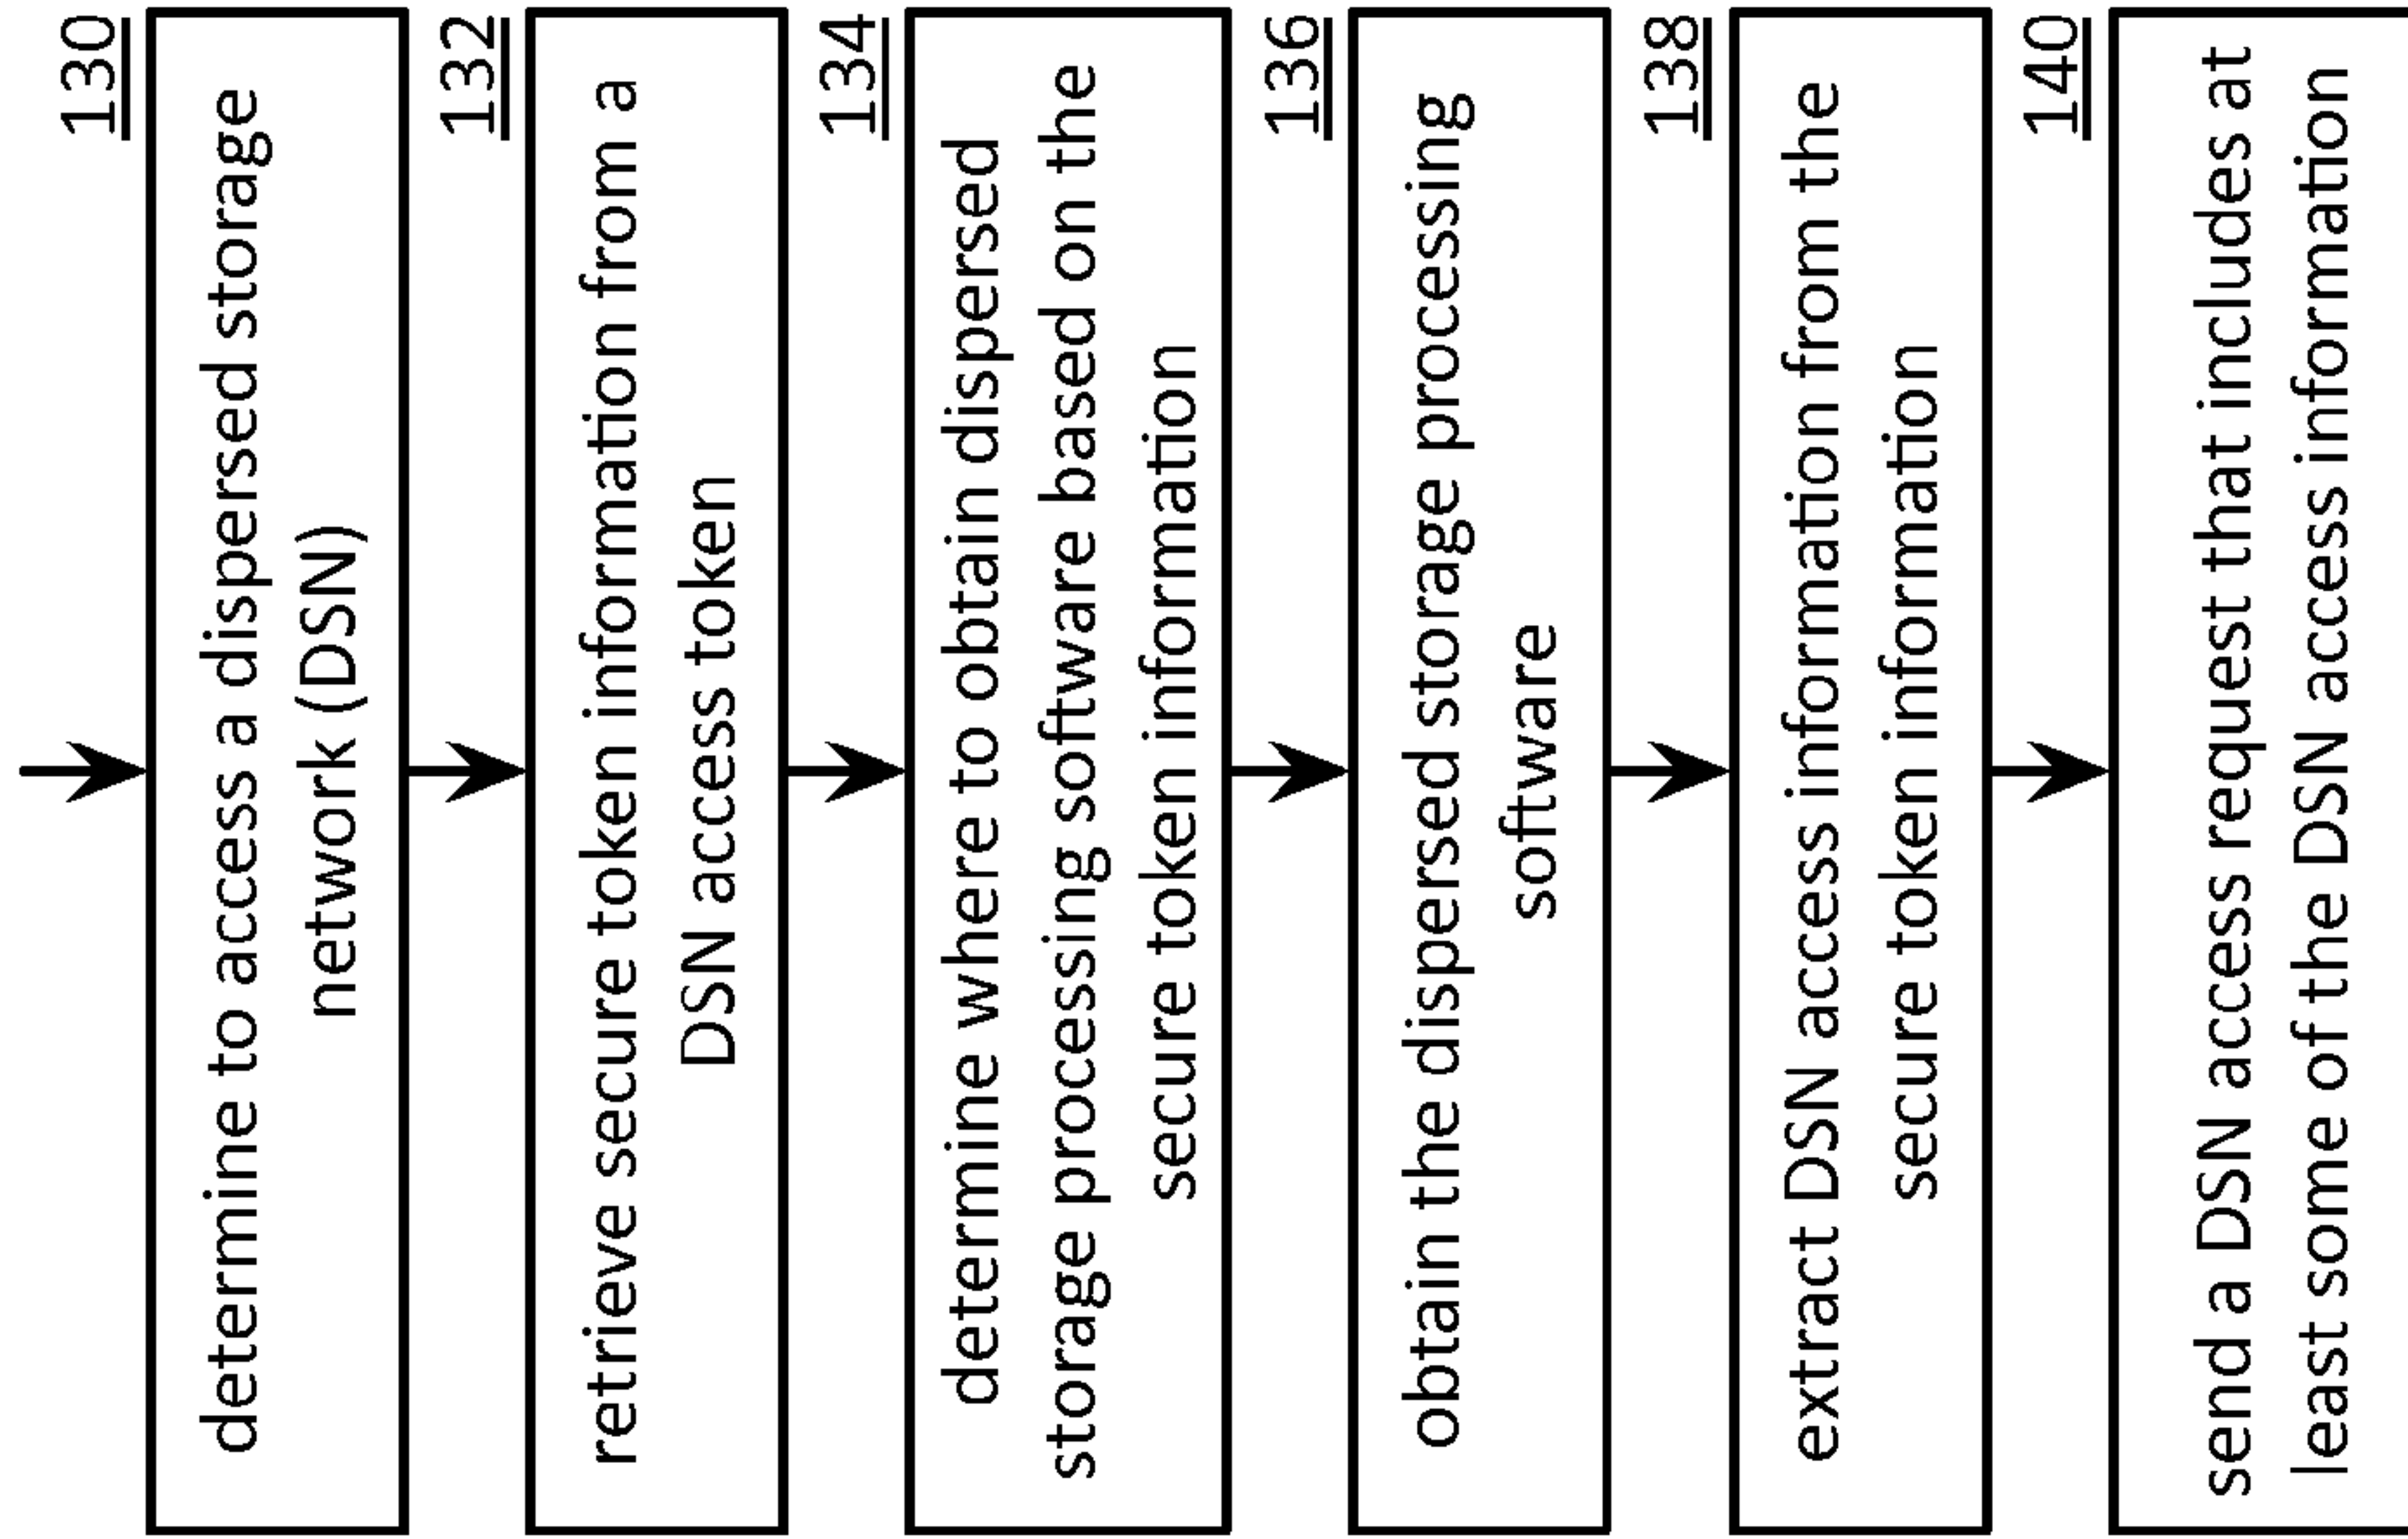 130
determine to access a dispersed storage
network (DSN)
132
retrieve secure token information from a
DSN access token
134
determine where to obtain dispersed
storage processing software based on the
secure token information
136
obtain the dispersed storage processing
software
138
extract DSN access information from the
secure token information
140
send a DSN access request that includes at
least some of the DSN access information